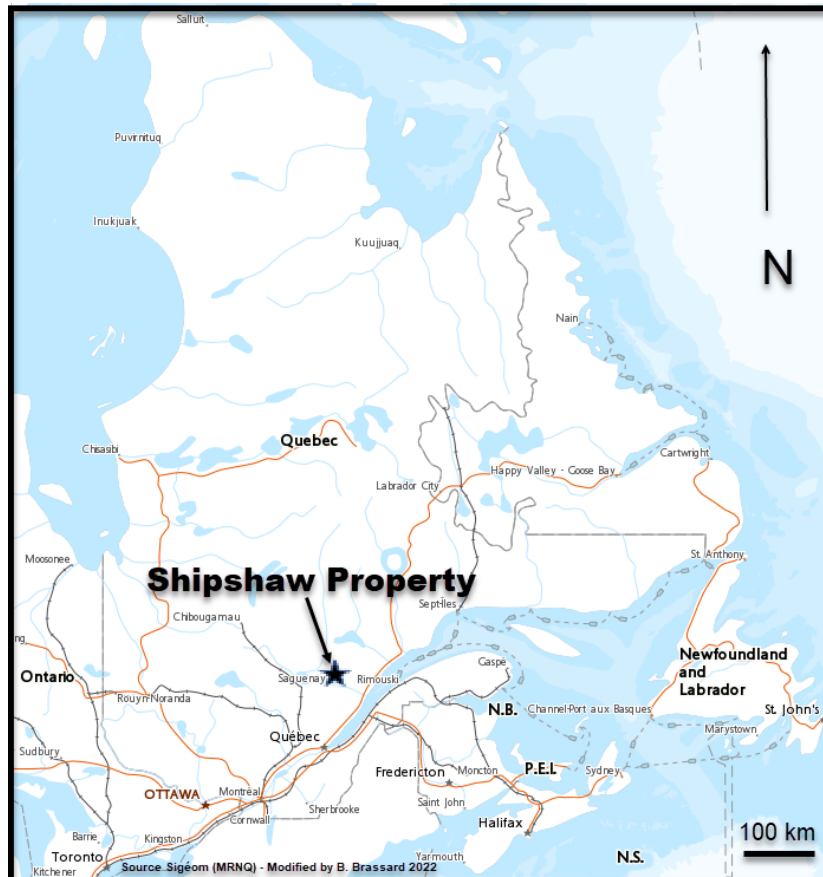 Salluit
Puvirnituq
Inukjuak
Kuujjuaq
N
Nain
Chisasibi
Quebec
Cartwright
Happy Valley - Goose Bay
Labrador City
Moosonee
St. Anthony
Shipshaw Property
Sept-Îles
Chibougamau
Ontario
Saguenay
Rimouski
Gaspé
Newfoundland
and
Labrador
Rouyn-Noranda
N.B.
Channel-Port aux Basques
St. John's
Marystown
Québec
Sudbury
Fredericton
Moncton
P.E.I.
Sydney
OTTAWA
Montréal
Saint John
Sherbrooke
Cornwall
Halifax
100 km
Barrie
Kingston
Toronto
Yarmouth
N.S.
Kitchener
Source Sigéom (MRNQ) - Modified by B. Brassard 2022